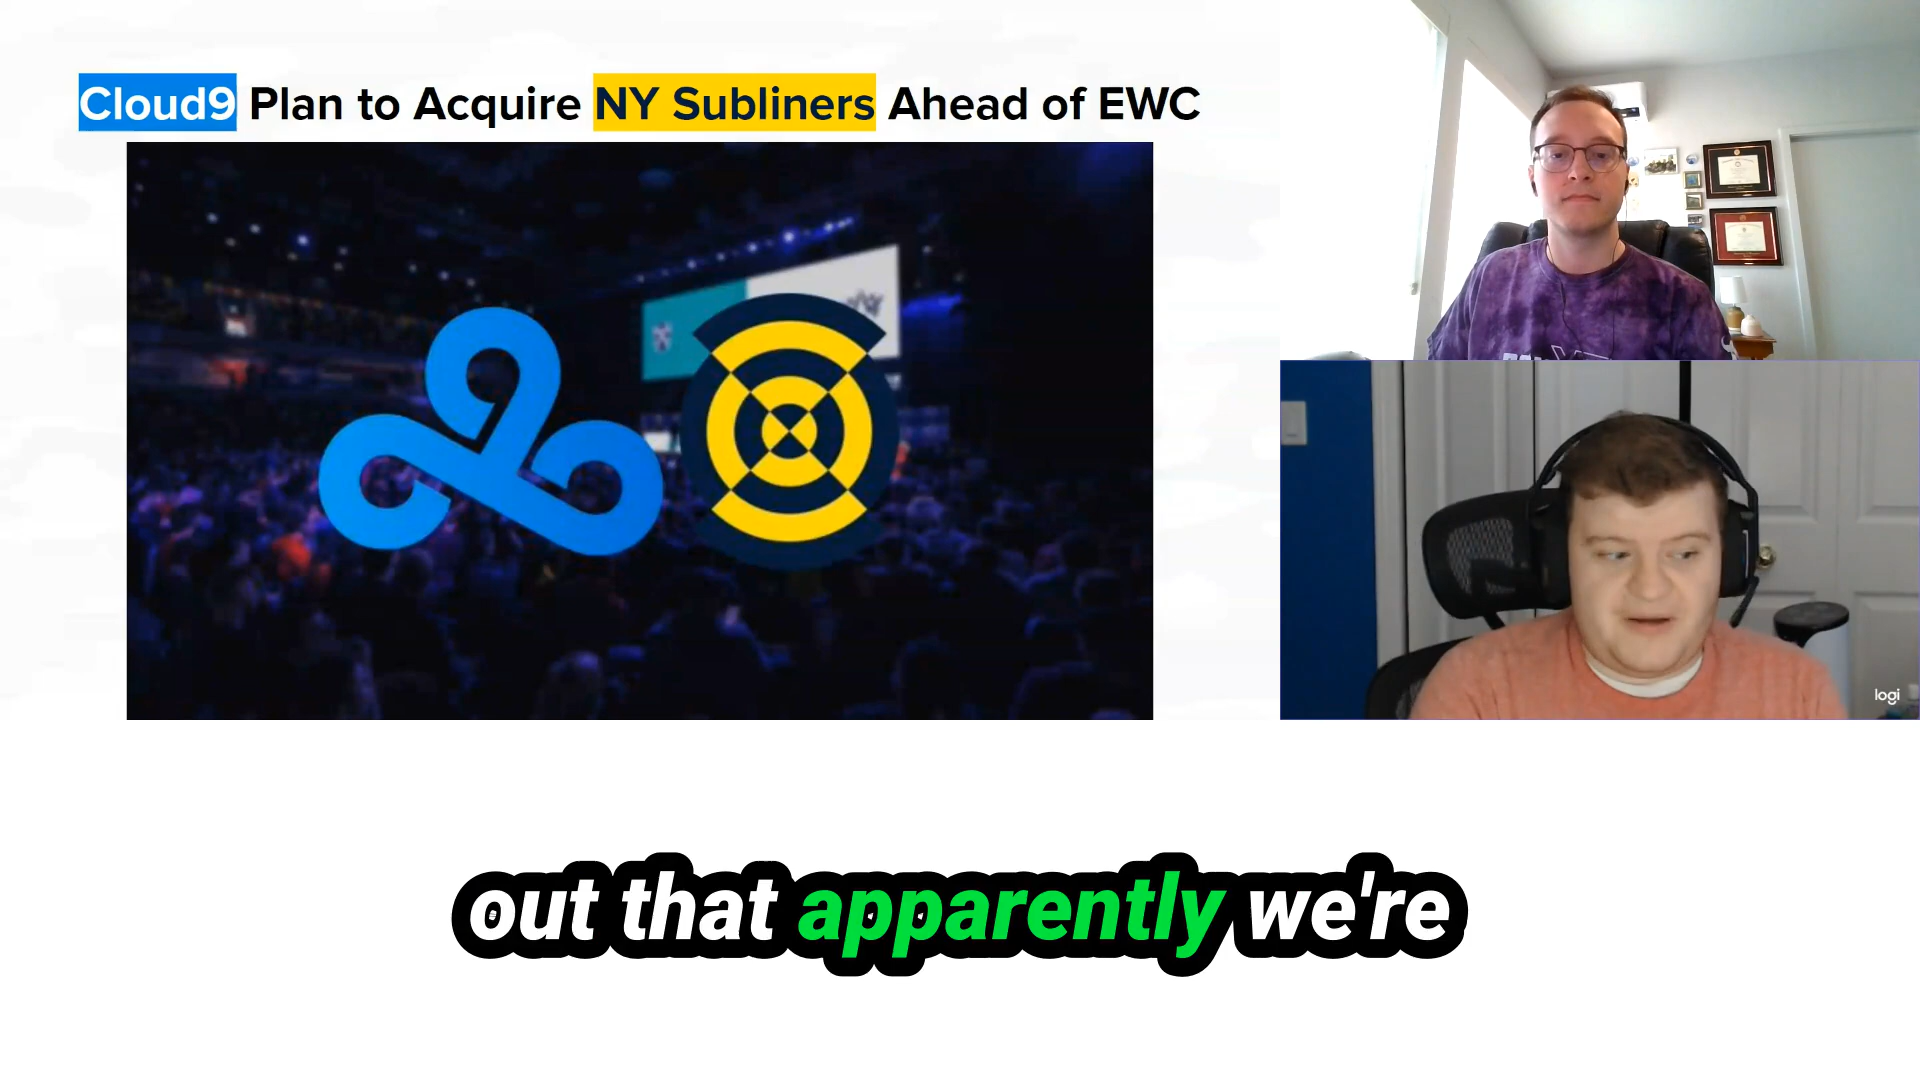 Cloud9 Plan to Acquire NY Subliners Ahead of EWC
logi
out that apparently we're